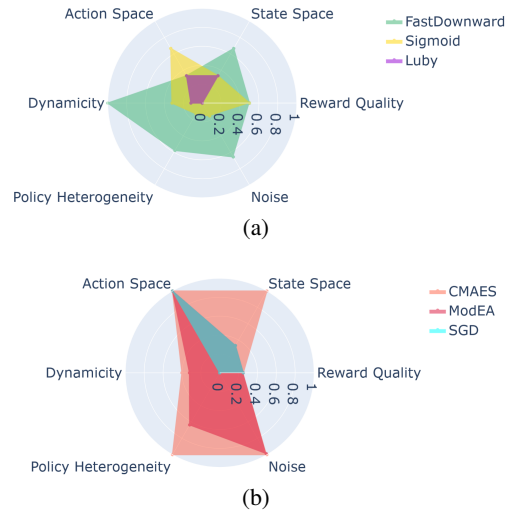 Action Space
State Space
FastDownward
Sigmoid
Luby
Dynamicity
Reward Quality
0
0.2
0.4
0.6
0.8
1
Policy Heterogeneity
Noise
(a)
Action Space
State Space
CMAES
ModEA
SGD
Dynamicity
Reward Quality
0
0.2
0.4
0.6
0.8
1
Policy Heterogeneity
Noise
(b)